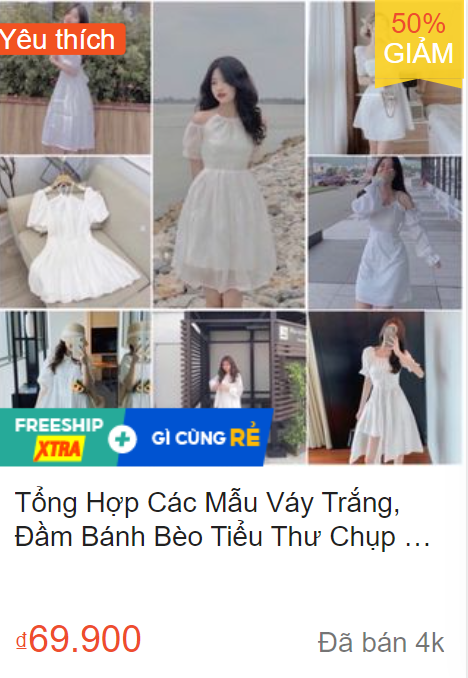 Yêu thích
50%
GIẢM
FREESHIP
XTRA
+
GÌ CŨNG RẺ
Tổng Hợp Các Mẫu Váy Trắng,
Đầm Bánh Bèo Tiểu Thư Chụp …
₫69.900
Đã bán 4k